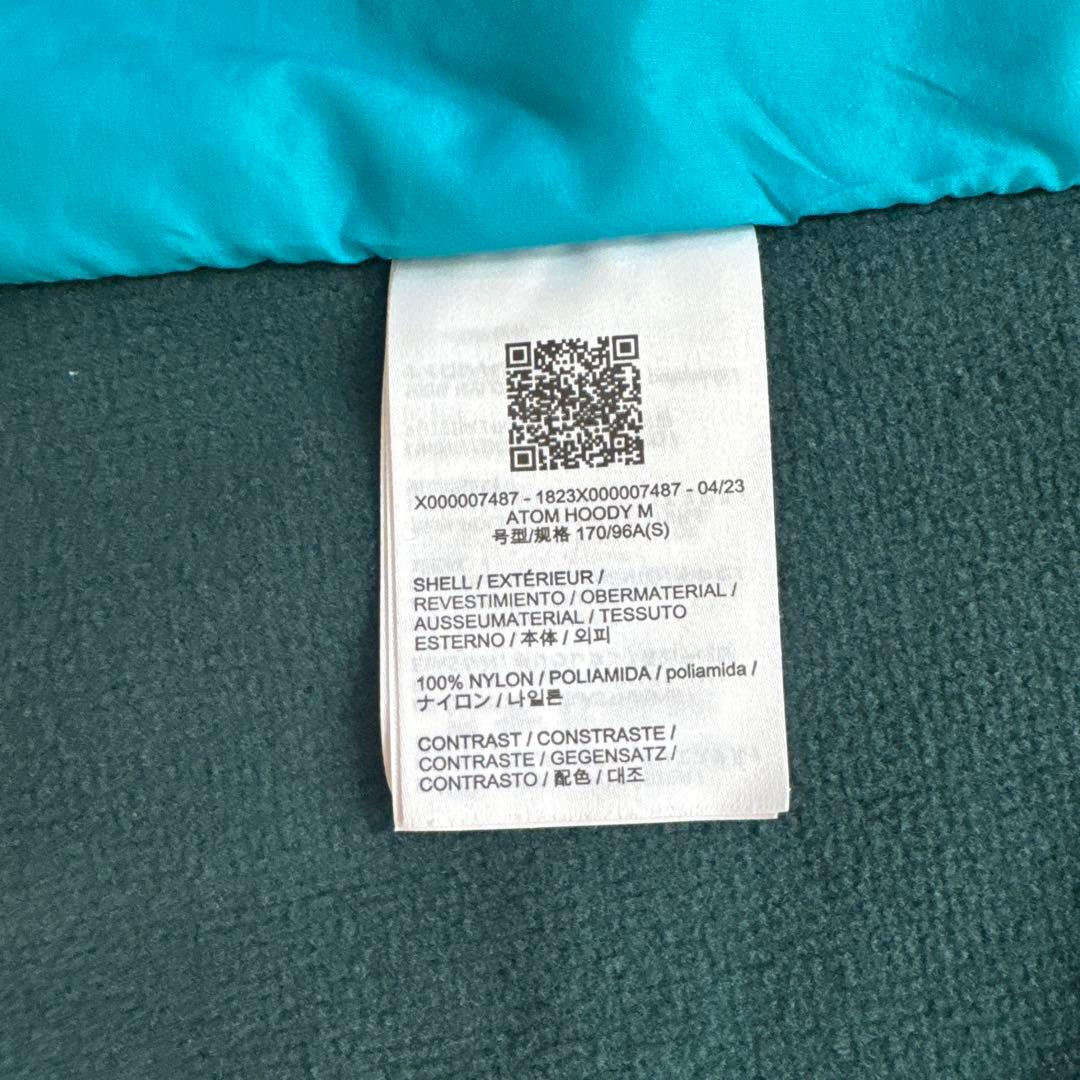 X000007487 - 1823X000007487 - 04/23
ATOM HOODY M
号型/规格 170/96A(S)
SHELL / EXTÉRIEUR /
REVESTIMIENTO / OBERMATERIAL /
AUSSEUMATERIAL / TESSUTO
ESTERNO / 本体 / 외피
100% NYLON / POLIAMIDA / poliamida /
ナイロン / 나일론
CONTRAST / CONSTRASTE /
CONTRASTE / GEGENSATZ /
CONTRASTO / 配色 / 대조